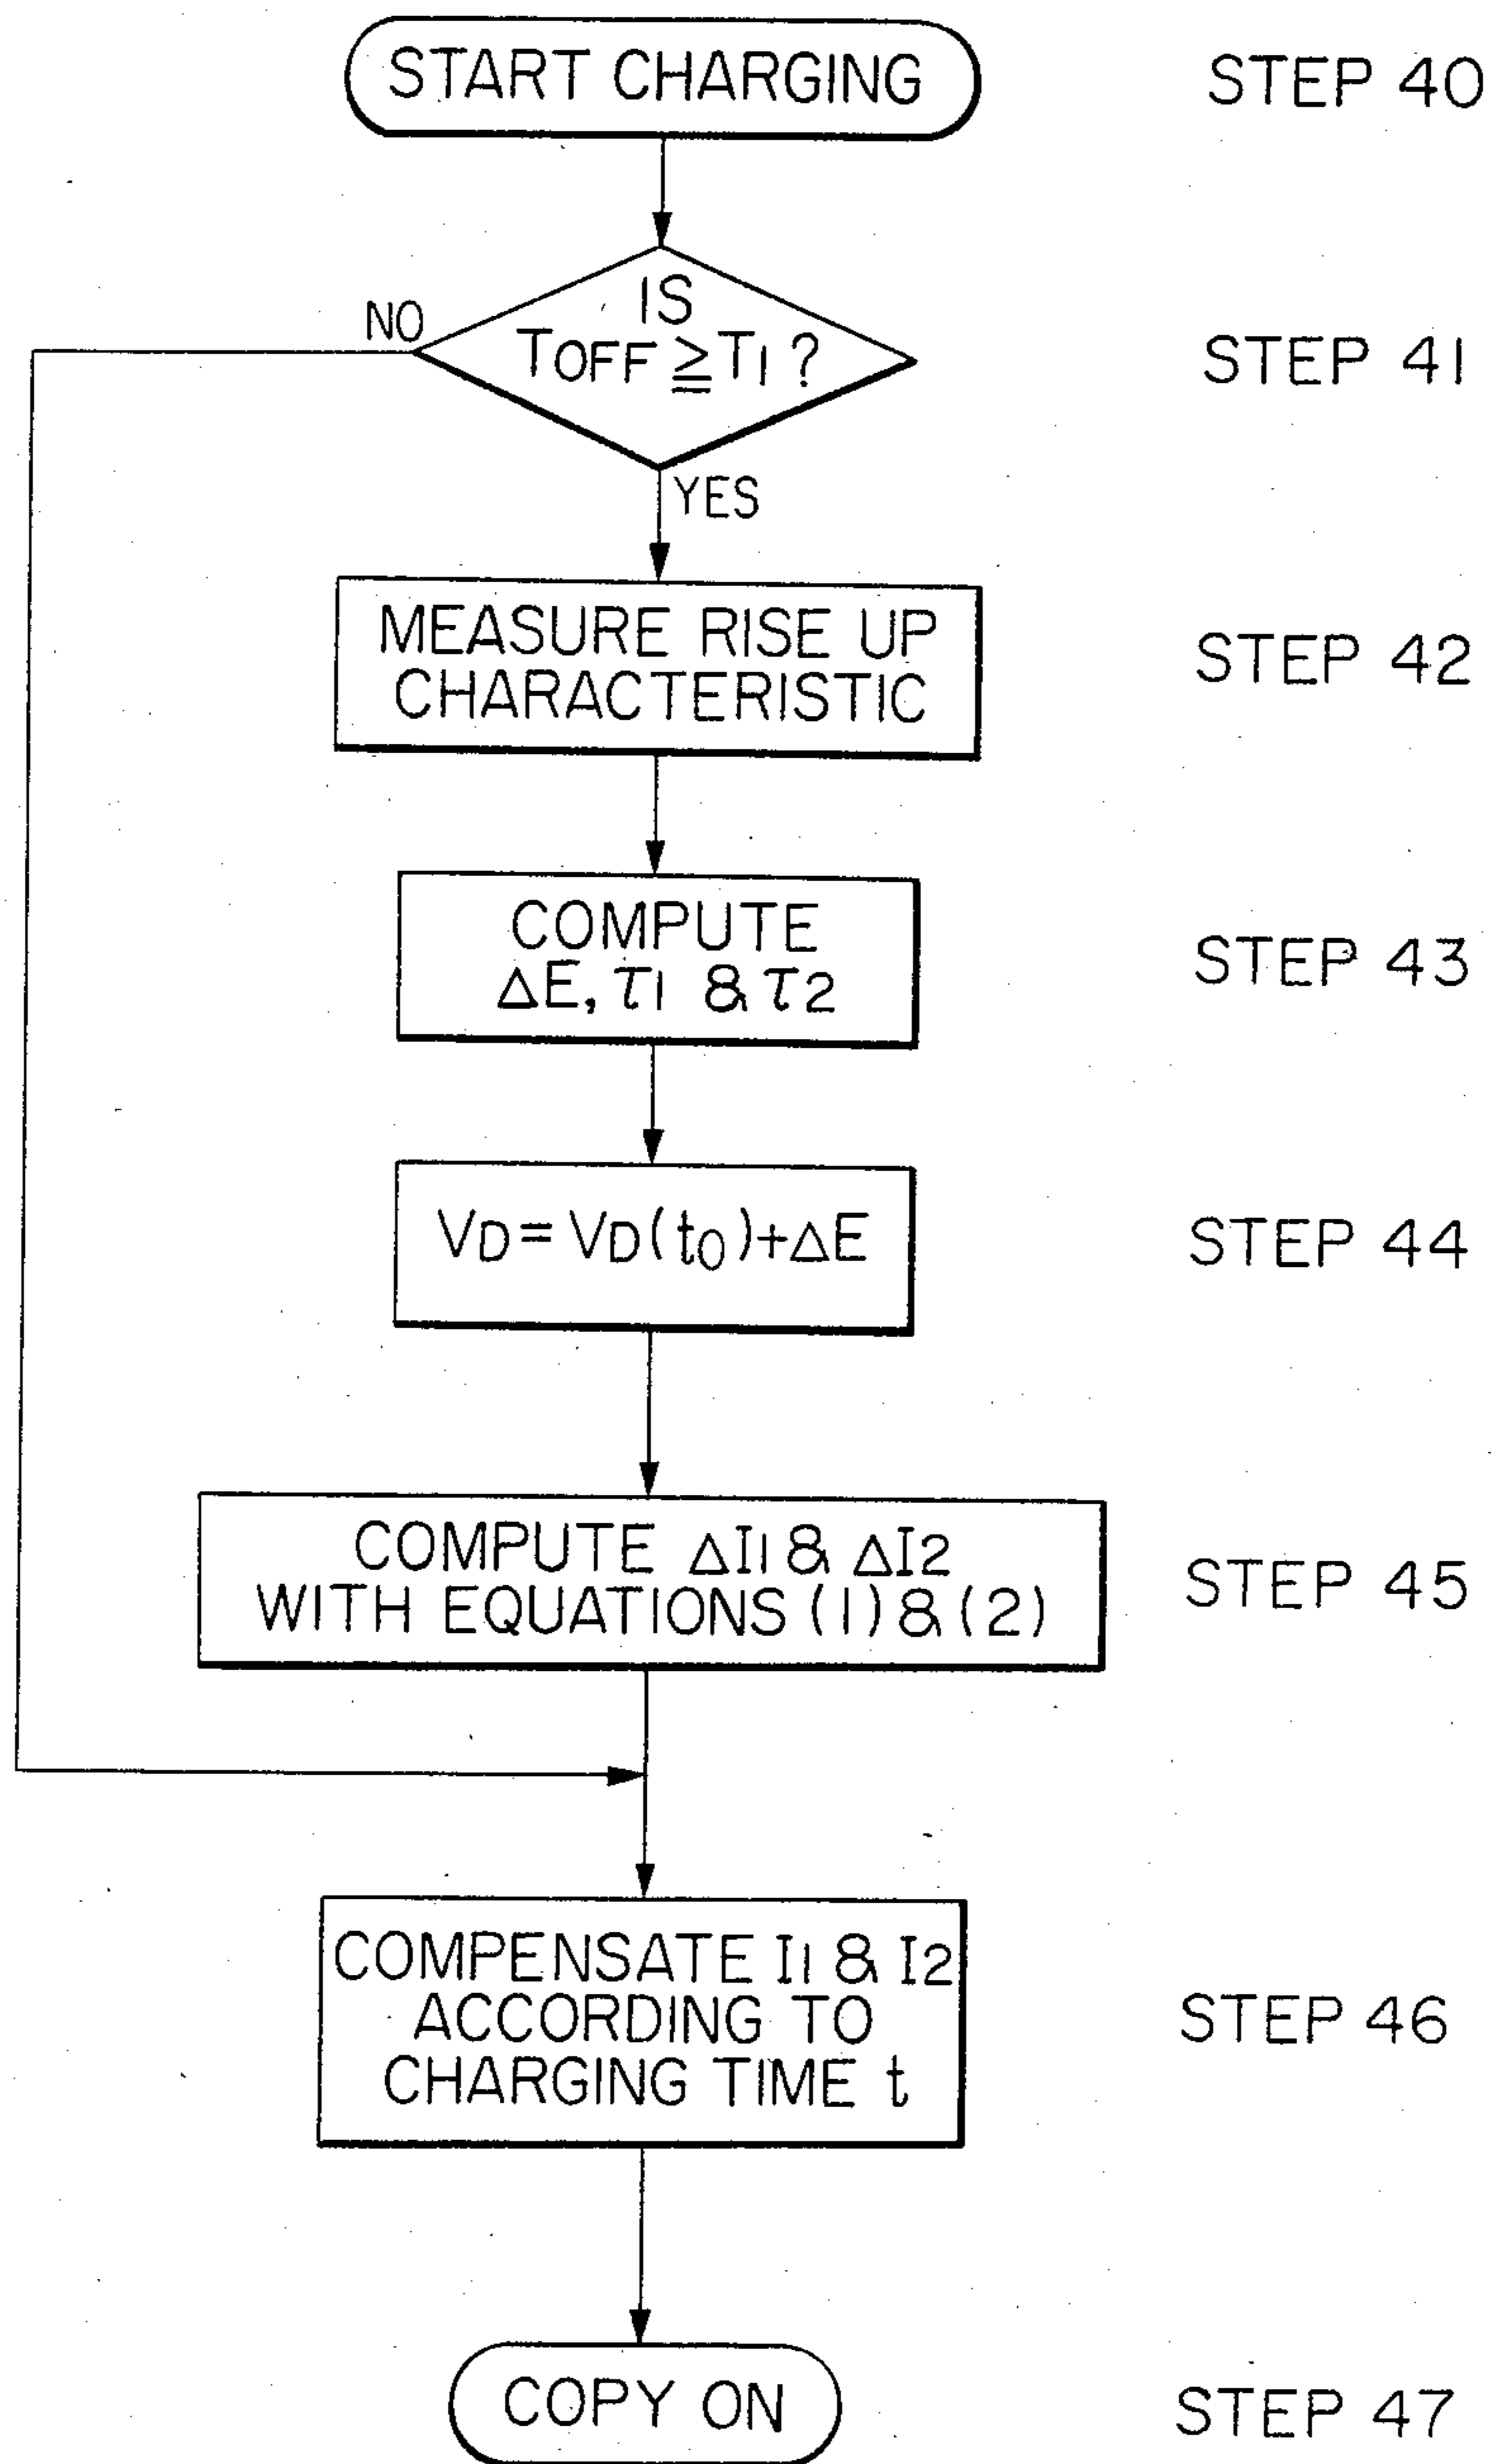 START CHARGING
STEP 40
IS
TOFF ≧ T1 ?
STEP 41
NO
YES
MEASURE RISE UP
CHARACTERISTIC
STEP 42
COMPUTE
ΔE, τ1 & τ2
STEP 43
VD = VD(t0)+ΔE
STEP 44
COMPUTE ΔI1 & ΔI2
WITH EQUATIONS (1) & (2)
STEP 45
COMPENSATE I1 & I2
ACCORDING TO
CHARGING TIME t
STEP 46
COPY ON
STEP 47